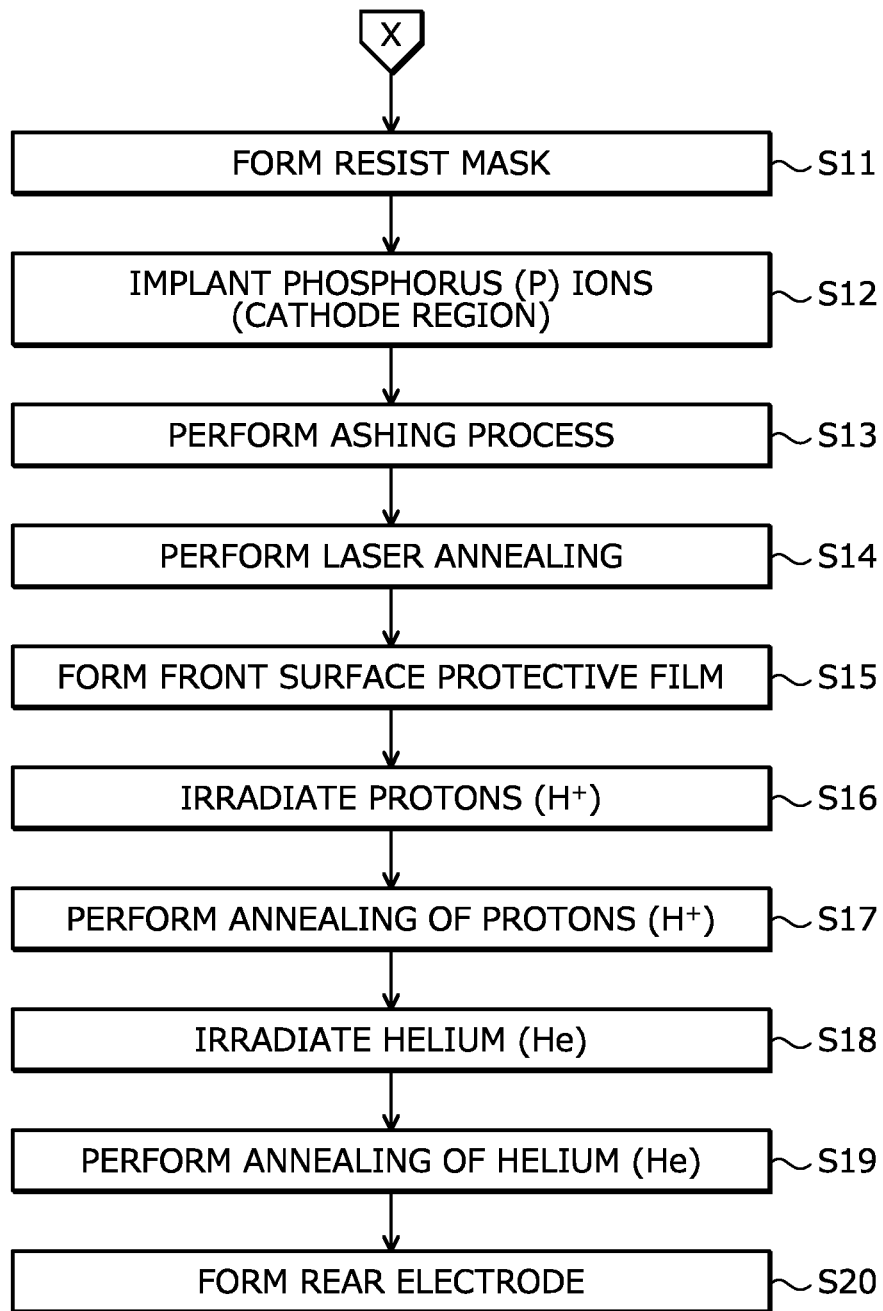 X
FORM RESIST MASK
S11
IMPLANT PHOSPHORUS (P) IONS
(CATHODE REGION)
S12
PERFORM ASHING PROCESS
S13
PERFORM LASER ANNEALING
S14
FORM FRONT SURFACE PROTECTIVE FILM
S15
IRRADIATE PROTONS (H⁺)
S16
PERFORM ANNEALING OF PROTONS (H⁺)
S17
IRRADIATE HELIUM (He)
S18
PERFORM ANNEALING OF HELIUM (He)
S19
FORM REAR ELECTRODE
S20